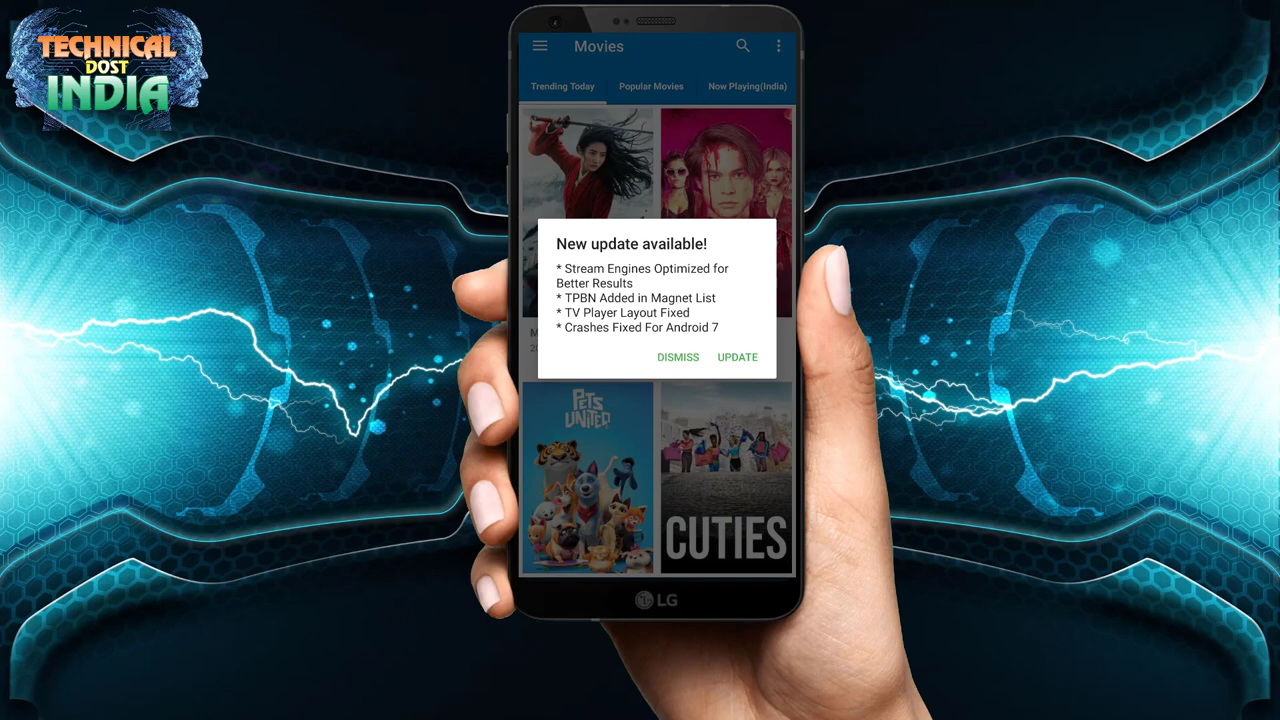 TECHNICAL
DOST
INDIA
Movies
Trending Today
Popular Movies
Now Playing(India)
New update available!
* Stream Engines Optimized for
Better Results
* TPBN Added in Magnet List
* TV Player Layout Fixed
* Crashes Fixed For Android 7
DISMISS
UPDATE
PETS
UNITED
CUTIES
LG